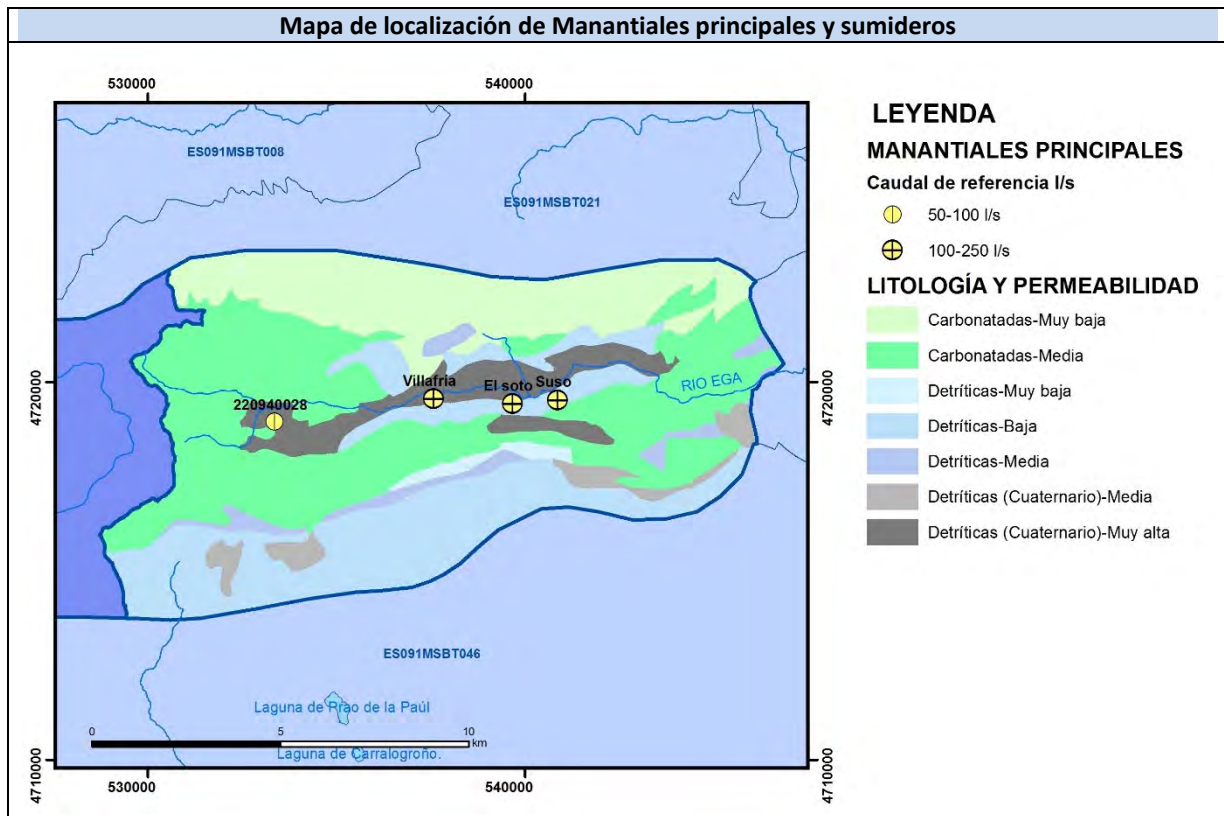 Mapa de localización de Manantiales principales y sumideros
530000
540000
ES091MSBT008
ES091MSBT021
4720000
4720000
Villafria
El soto
Suso
RIO EGA
220940028
ES091MSBT046
Laguna de Prao de la Paúl
0
5
10
km
Laguna de Carralogroño.
4710000
4710000
530000
540000
LEYENDA
MANANTIALES PRINCIPALES
Caudal de referencia l/s
50-100 l/s
100-250 l/s
LITOLOGÍA Y PERMEABILIDAD
Carbonatadas-Muy baja
Carbonatadas-Media
Detríticas-Muy baja
Detríticas-Baja
Detríticas-Media
Detríticas (Cuaternario)-Media
Detríticas (Cuaternario)-Muy alta